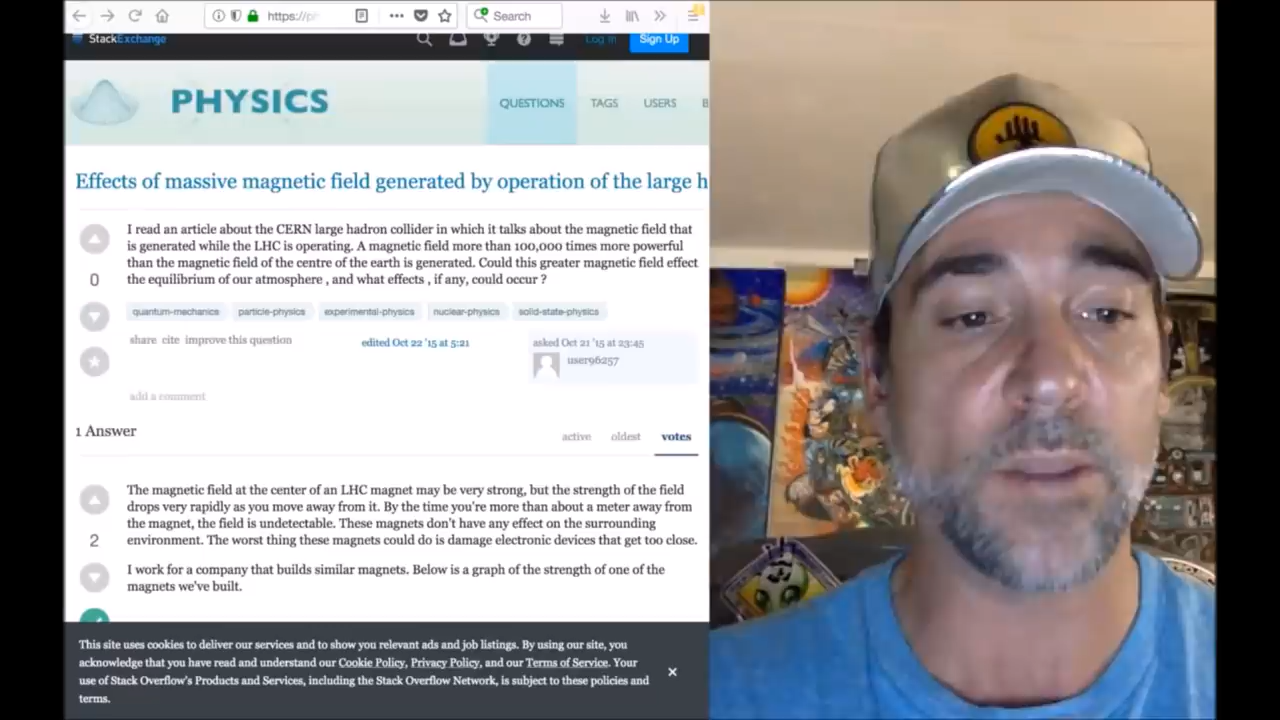 https://ph
Search
StackExchange
Log In
Sign Up
PHYSICS
QUESTIONS
TAGS
USERS
B
Effects of massive magnetic field generated by operation of the large h
I read an article about the CERN large hadron collider in which it talks about the magnetic field that
is generated while the LHC is operating. A magnetic field more than 100,000 times more powerful
than the magnetic field of the centre of the earth is generated. Could this greater magnetic field effect
the equilibrium of our atmosphere , and what effects , if any, could occur ?
0
quantum-mechanics
particle-physics
experimental-physics
nuclear-physics
solid-state-physics
share cite improve this question
edited Oct 22 '15 at 5:21
asked Oct 21 '15 at 23:45
user96257
add a comment
1 Answer
active
oldest
votes
The magnetic field at the center of an LHC magnet may be very strong, but the strength of the field
drops very rapidly as you move away from it. By the time you're more than about a meter away from
the magnet, the field is undetectable. These magnets don't have any effect on the surrounding
environment. The worst thing these magnets could do is damage electronic devices that get too close.
2
I work for a company that builds similar magnets. Below is a graph of the strength of one of the
magnets we've built.
This site uses cookies to deliver our services and to show you relevant ads and job listings. By using our site, you
acknowledge that you have read and understand our Cookie Policy, Privacy Policy, and our Terms of Service. Your
use of Stack Overflow's Products and Services, including the Stack Overflow Network, is subject to these policies and
terms.